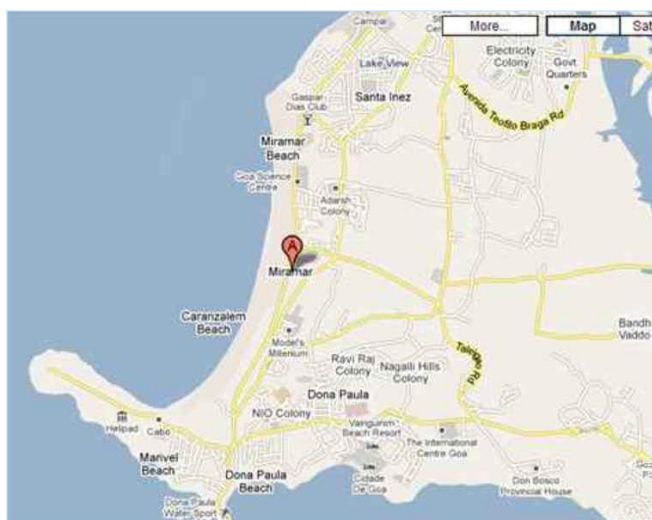 More...
Map
Sat
Campal
Electricity
Colony
Govt.
Quarters
Lake View
Santa Inez
Avenida Teofilo Braga Rd
Gaspar
Dias Club
Miramar
Beach
Goa Science
Centre
Adarsh
Colony
A
Miramar
Caranzalem
Beach
Model's
Milenium
Bandh
Vaddo
Taleigao Rd
Ravi Raj
Colony
Nagalli Hills
Colony
Dona Paula
NIO Colony
Helipad
Cabo
Vainguinim
Beach Resort
The International
Centre Goa
Marivel
Beach
Dona Paula
Beach
Cidade
De Goa
Don Bosco
Provincial House
Dona Paula
Water Sport